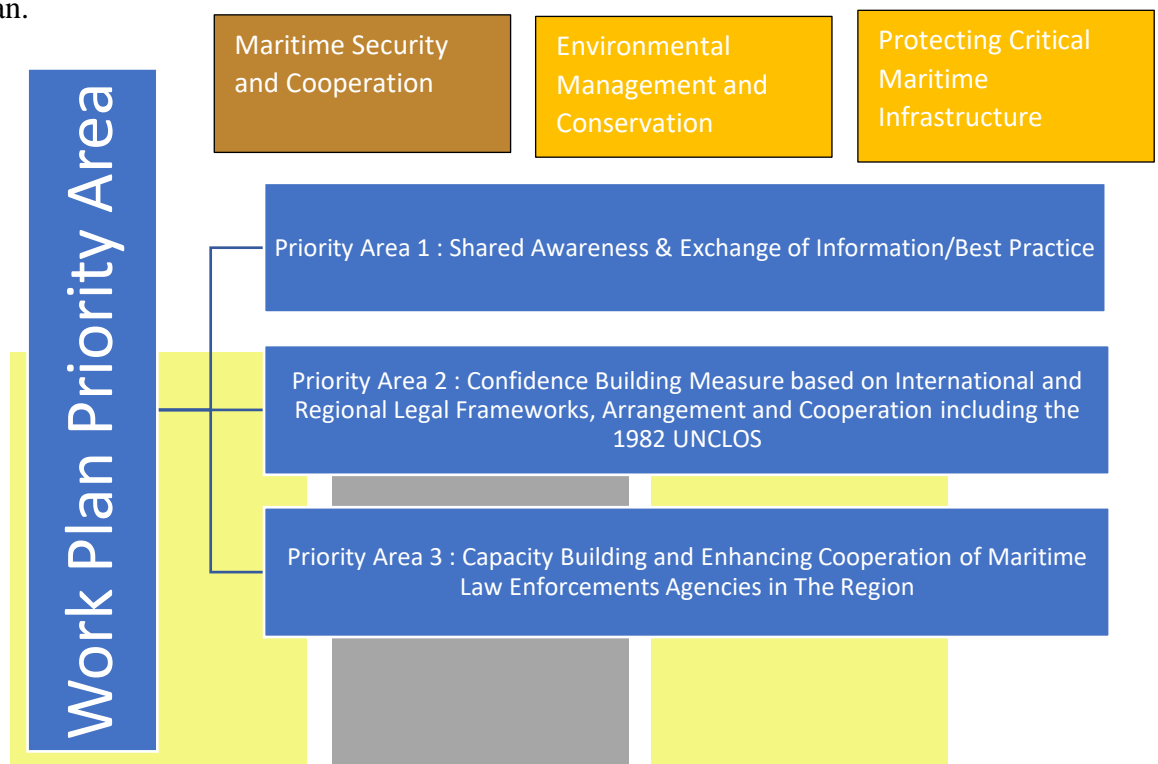 an.
Maritime Security
and Cooperation
Environmental
Management and
Conservation
Protecting Critical
Maritime
Infrastructure
Work Plan Priority Area
Priority Area 1 : Shared Awareness & Exchange of Information/Best Practice
Priority Area 2 : Confidence Building Measure based on International and
Regional Legal Frameworks, Arrangement and Cooperation including the
1982 UNCLOS
Priority Area 3 : Capacity Building and Enhancing Cooperation of Maritime
Law Enforcements Agencies in The Region